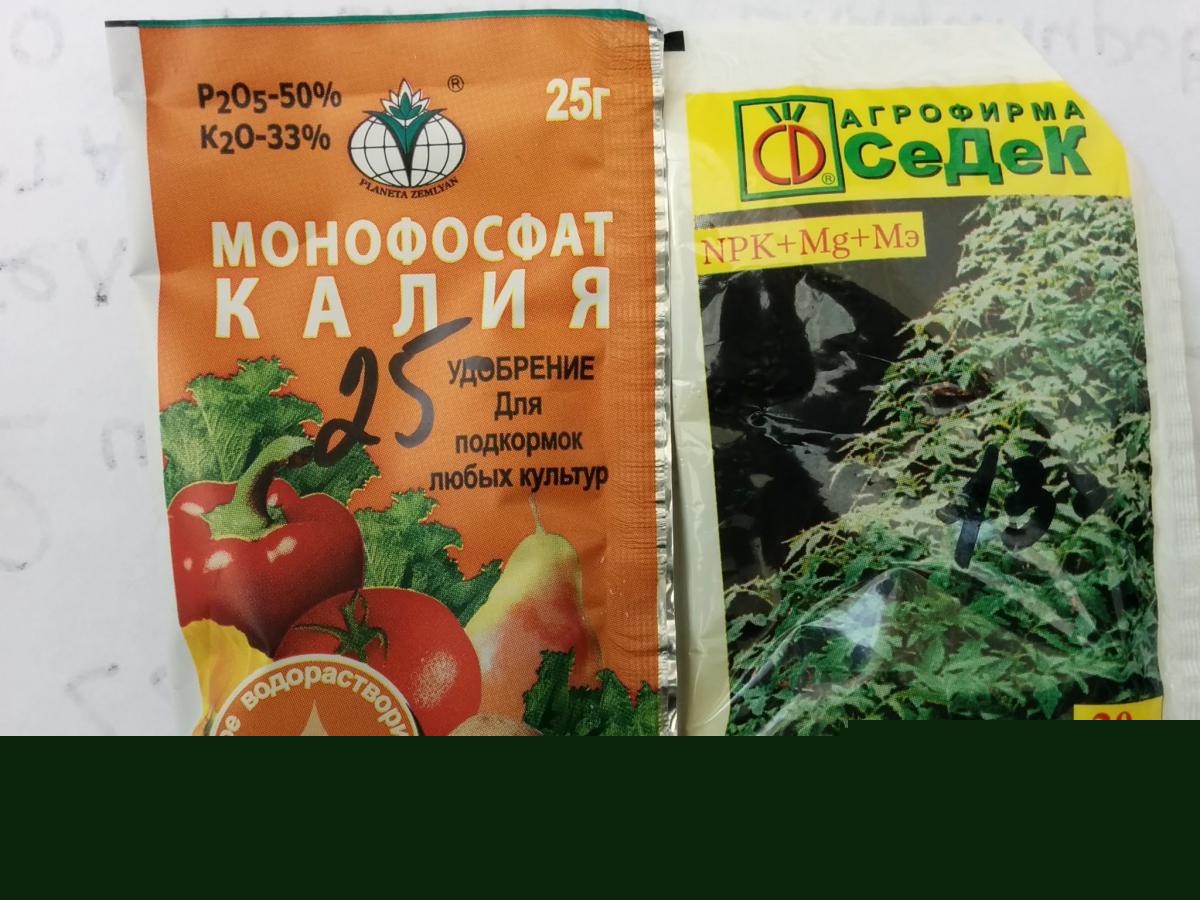 P2O5-50%
K2O-33%
®
25г
PLANETA ZEMLYAN
МОНОФОСФАТ
КАЛИЯ
25
УДОБРЕНИЕ
Для
подкормок
любых культур
АГРОФИРМА
СеДеК
®
NPK+Mg+Мэ
13